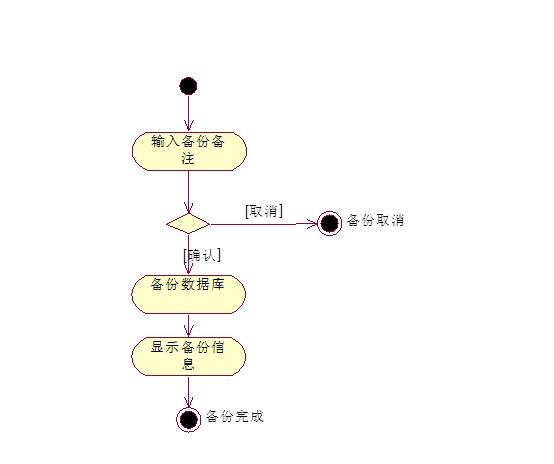 输入备份备
注
[取消]
备份取消
[确认]
备份数据库
显示备份信
息
备份完成